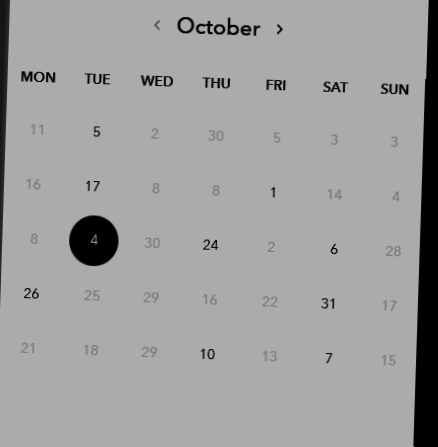 ‹ October ›
MON TUE WED THU FRI SAT SUN
11 5 2 30 5 3 3
16 17 8 8 1 14 4
8 4 30 24 2 6 28
26 25 29 16 22 31 17
21 18 29 10 13 7 15